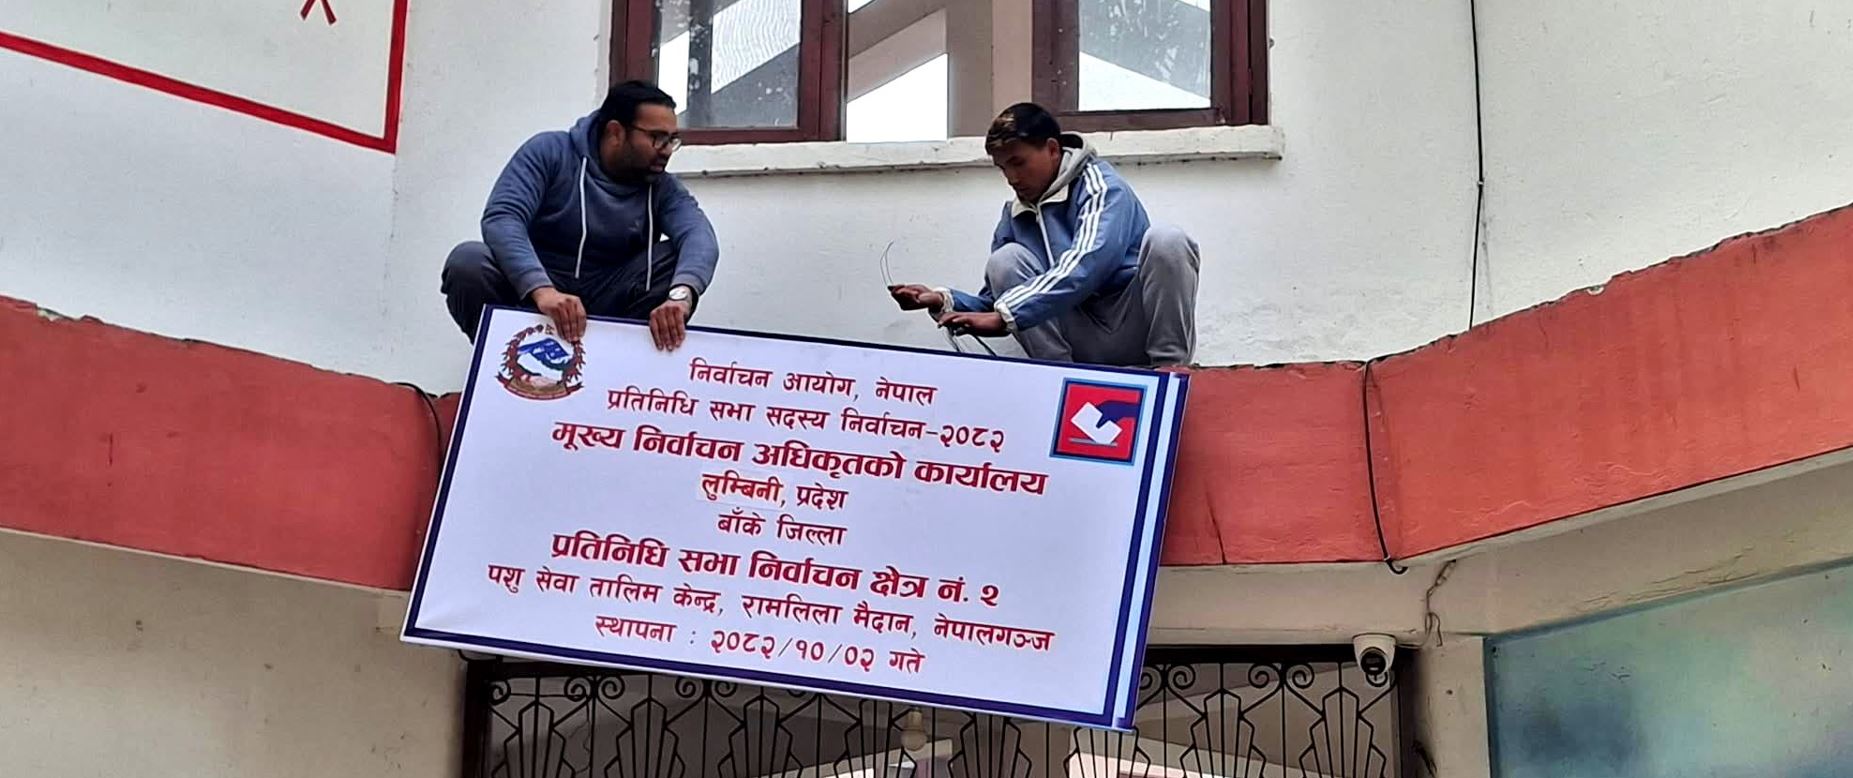 निर्वाचन आयोग, नेपाल
प्रतिनिधि सभा सदस्य निर्वाचन-२०८२
मूख्य निर्वाचन अधिकृतको कार्यालय
लुम्बिनी, प्रदेश
बाँके जिल्ला
प्रतिनिधि सभा निर्वाचन क्षेत्र नं. २
पशु सेवा तालिम केन्द्र, रामलिला मैदान, नेपालगञ्ज
स्थापना : २०८२/१०/०२ गते